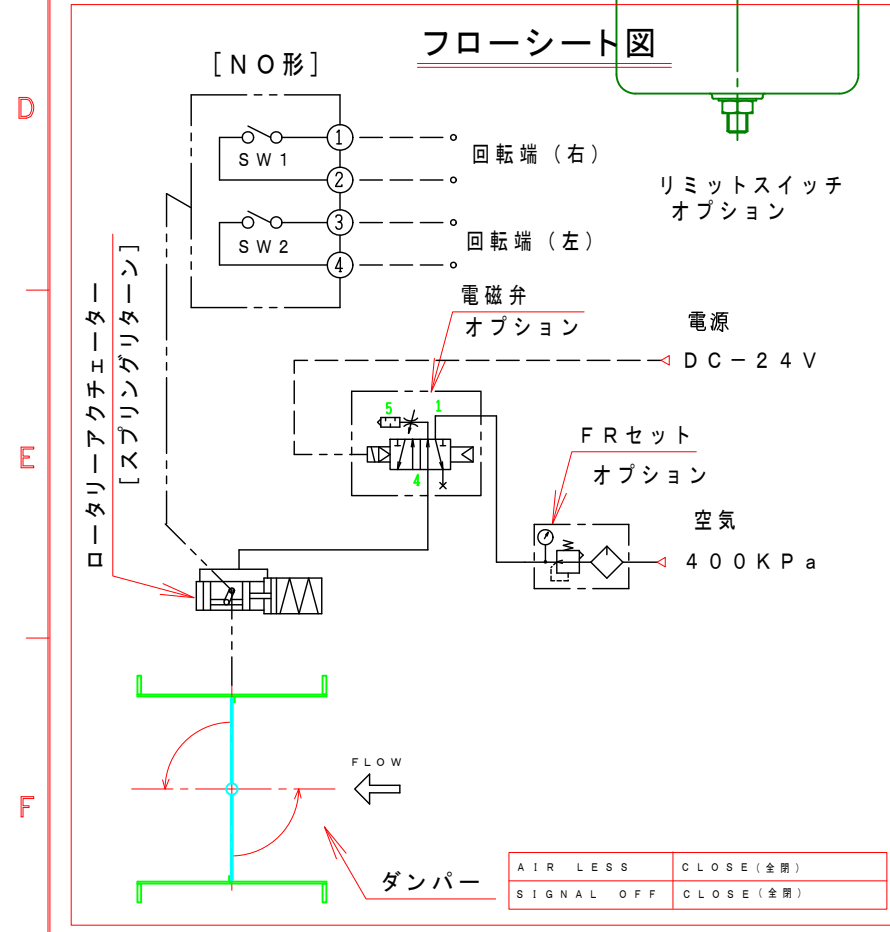 フローシート図
[NO形]
D
1
SW1
2
回転端（右）
3
SW2
4
回転端（左）
リミットスイッチ
オプション
ロータリーアクチェーター
[スプリングリターン]
電磁弁
オプション
電源
DC－24V
5
1
4
E
FRセット
オプション
空気
400KPa
FLOW
F
ダンパー
AIR LESS CLOSE(全閉)
SIGNAL OFF CLOSE(全閉)